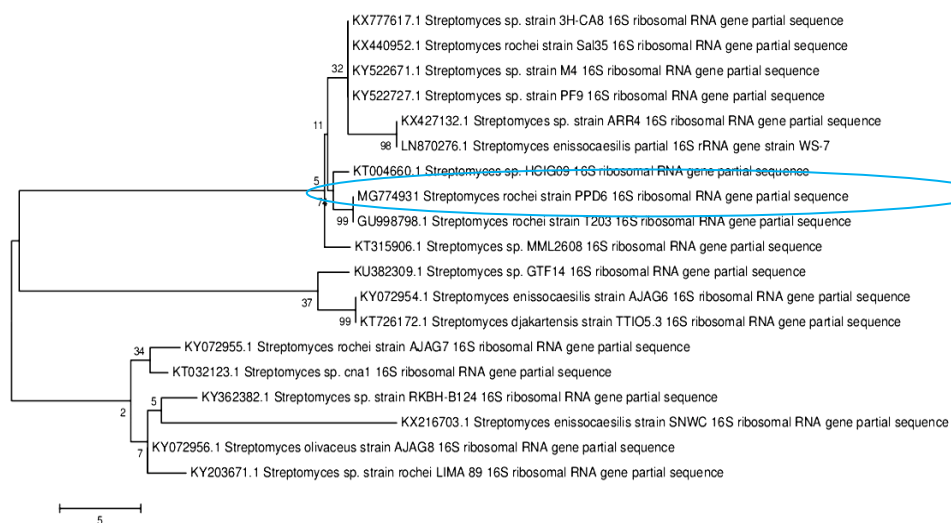 KX777617.1 Streptomyces sp. strain 3H-CA8 16S ribosomal RNA gene partial sequence
KX440952.1 Streptomyces rochei strain Sal35 16S ribosomal RNA gene partial sequence
32
KY522671.1 Streptomyces sp. strain M4 16S ribosomal RNA gene partial sequence
KY522727.1 Streptomyces sp. strain PF9 16S ribosomal RNA gene partial sequence
11
KX427132.1 Streptomyces sp. strain ARR4 16S ribosomal RNA gene partial sequence
98
LN870276.1 Streptomyces enissocaesilis partial 16S rRNA gene strain WS-7
KT004660.1 Streptomyces sp. HCIG09 16S ribosomal RNA gene partial sequence
5
MG774931 Streptomyces rochei strain PPD6 16S ribosomal RNA gene partial sequence
7
99
GU998798.1 Streptomyces rochei strain T203 16S ribosomal RNA gene partial sequence
KT315906.1 Streptomyces sp. MML2608 16S ribosomal RNA gene partial sequence
KU382309.1 Streptomyces sp. GTF14 16S ribosomal RNA gene partial sequence
37
KY072954.1 Streptomyces enissocaesilis strain AJAG6 16S ribosomal RNA gene partial sequence
99
KT726172.1 Streptomyces djakartensis strain TTIO5.3 16S ribosomal RNA gene partial sequence
34
KY072955.1 Streptomyces rochei strain AJAG7 16S ribosomal RNA gene partial sequence
KT032123.1 Streptomyces sp. cna1 16S ribosomal RNA gene partial sequence
2
5
KY362382.1 Streptomyces sp. strain RKBH-B124 16S ribosomal RNA gene partial sequence
KX216703.1 Streptomyces enissocaesilis strain SNWC 16S ribosomal RNA gene partial sequence
7
KY072956.1 Streptomyces olivaceus strain AJAG8 16S ribosomal RNA gene partial sequence
KY203671.1 Streptomyces sp. strain rochei LIMA 89 16S ribosomal RNA gene partial sequence
5